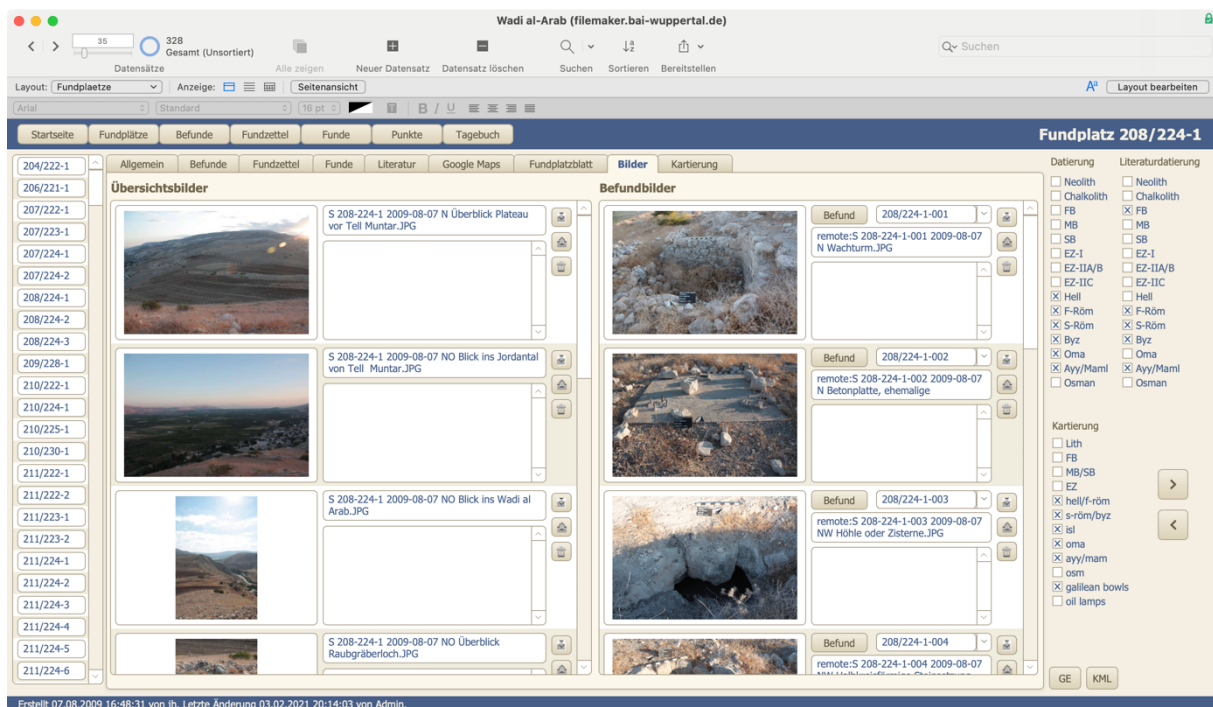 Wadi al-Arab (filemaker.bai-wuppertal.de)
35
328
Gesamt (Unsortiert)
Suchen
Datensätze
Alle zeigen
Neuer Datensatz
Datensatz löschen
Suchen
Sortieren
Bereitstellen
Layout: Fundplaetze
Anzeige:
Seitenansicht
Aa
Layout bearbeiten
Arial
Standard
16 pt
B / U
Startseite
Fundplätze
Befunde
Fundzettel
Funde
Punkte
Tagebuch
Fundplatz 208/224-1
204/222-1
206/221-1
207/222-1
207/223-1
207/224-1
207/224-2
208/224-1
208/224-2
208/224-3
209/228-1
210/222-1
210/224-1
210/225-1
210/230-1
211/222-1
211/222-2
211/223-1
211/223-2
211/224-1
211/224-2
211/224-3
211/224-4
211/224-5
211/224-6
Allgemein
Befunde
Fundzettel
Funde
Literatur
Google Maps
Fundplatzblatt
Bilder
Kartierung
Übersichtsbilder
S 208-224-1 2009-08-07 N Überblick Plateau
vor Tell Muntar.JPG
S 208-224-1 2009-08-07 NO Blick ins Jordantal
von Tell Muntar.JPG
S 208-224-1 2009-08-07 NO Blick ins Wadi al
Arab.JPG
S 208-224-1 2009-08-07 NO Überblick
Raubgräberloch.JPG
Befundbilder
Befund
208/224-1-001
remote:S 208-224-1-001 2009-08-07
N Wachturm.JPG
Befund
208/224-1-002
remote:S 208-224-1-002 2009-08-07
N Betonplatte, ehemalige
Befund
208/224-1-003
remote:S 208-224-1-003 2009-08-07
NW Höhle oder Zisterne.JPG
Befund
208/224-1-004
remote:S 208-224-1-004 2009-08-07
Datierung
Neolith
Chalkolith
FB
MB
SB
EZ-I
EZ-IIA/B
EZ-IIC
Hell
F-Röm
S-Röm
Byz
Oma
Ayy/Maml
Osman
Literaturdatierung
Neolith
Chalkolith
FB
MB
SB
EZ-I
EZ-IIA/B
EZ-IIC
Hell
F-Röm
S-Röm
Byz
Oma
Ayy/Maml
Osman
Kartierung
Lith
FB
MB/SB
EZ
hell/f-röm
s-röm/byz
isl
oma
ayy/mam
osm
galilean bowls
oil lamps
>
<
GE
KML
Erstellt 07.08.2009 16:48:31 von jh. Letzte Änderung 03.02.2021 20:14:03 von Admin.